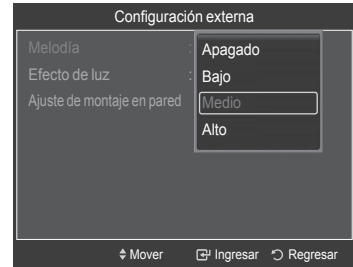 Configuración externa
Melodía : Apagado
Efecto de luz : Bajo
Ajuste de montaje en pared Medio
Alto
Mover Ingresar Regresar